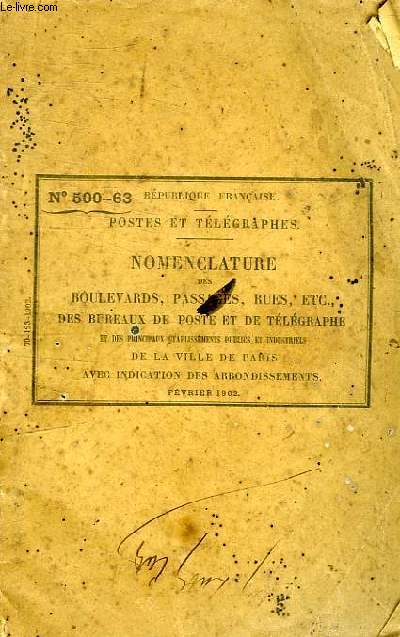 Le-livre.com
N° 500-63 RÉPUBLIQUE FRANÇAISE.
POSTES ET TÉLÉGRAPHES.
NOMENCLATURE
DES
BOULEVARDS, PASSAGES, RUES, ETC.,
DES BUREAUX DE POSTE ET DE TÉLÉGRAPHE
ET DES PRINCIPAUX ÉTABLISSEMENTS PUBLICS ET INDUSTRIELS
DE LA VILLE DE PARIS
AVEC INDICATION DES ARRONDISSEMENTS.
FÉVRIER 1902.